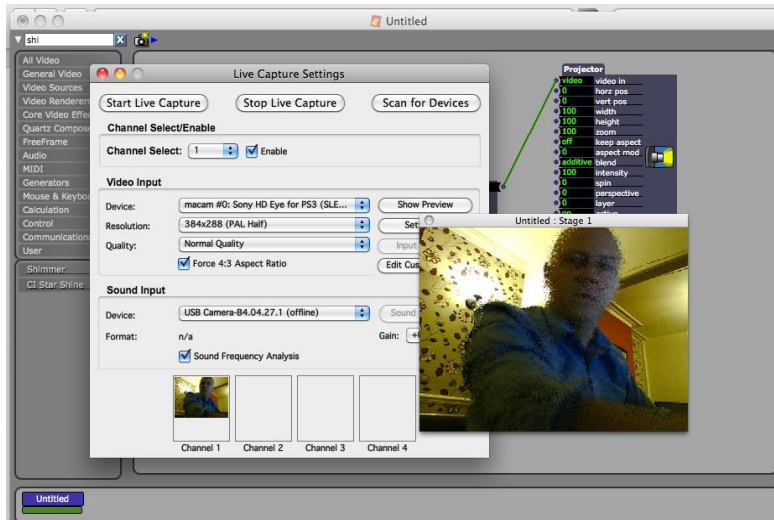 Untitled
shi
X
All Video
General Video
Video Sources
Video Renderers
Core Video Effe
Quartz Compos
FreeFrame
Audio
MIDI
Generators
Mouse & Keyboa
Calculation
Control
Communications
User
Shimmer
CI Star Shine
Live Capture Settings
Start Live Capture
Stop Live Capture
Scan for Devices
Channel Select/Enable
Channel Select: 1 Enable
Video Input
Device: macam #0: Sony HD Eye for PS3 (SLE... Show Preview
Resolution: 384x288 (PAL Half) Set
Quality: Normal Quality Input
Force 4:3 Aspect Ratio Edit Cus
Sound Input
Device: USB Camera-B4.04.27.1 (offline) Sound
Format: n/a Gain:
Sound Frequency Analysis
Channel 1 Channel 2 Channel 3 Channel 4
Projector
video video in
0 horz pos
0 vert pos
100 width
100 height
100 zoom
off keep aspect
0 aspect mod
additive blend
100 intensity
0 spin
0 perspective
0 layer
on active
Untitled : Stage 1
Untitled